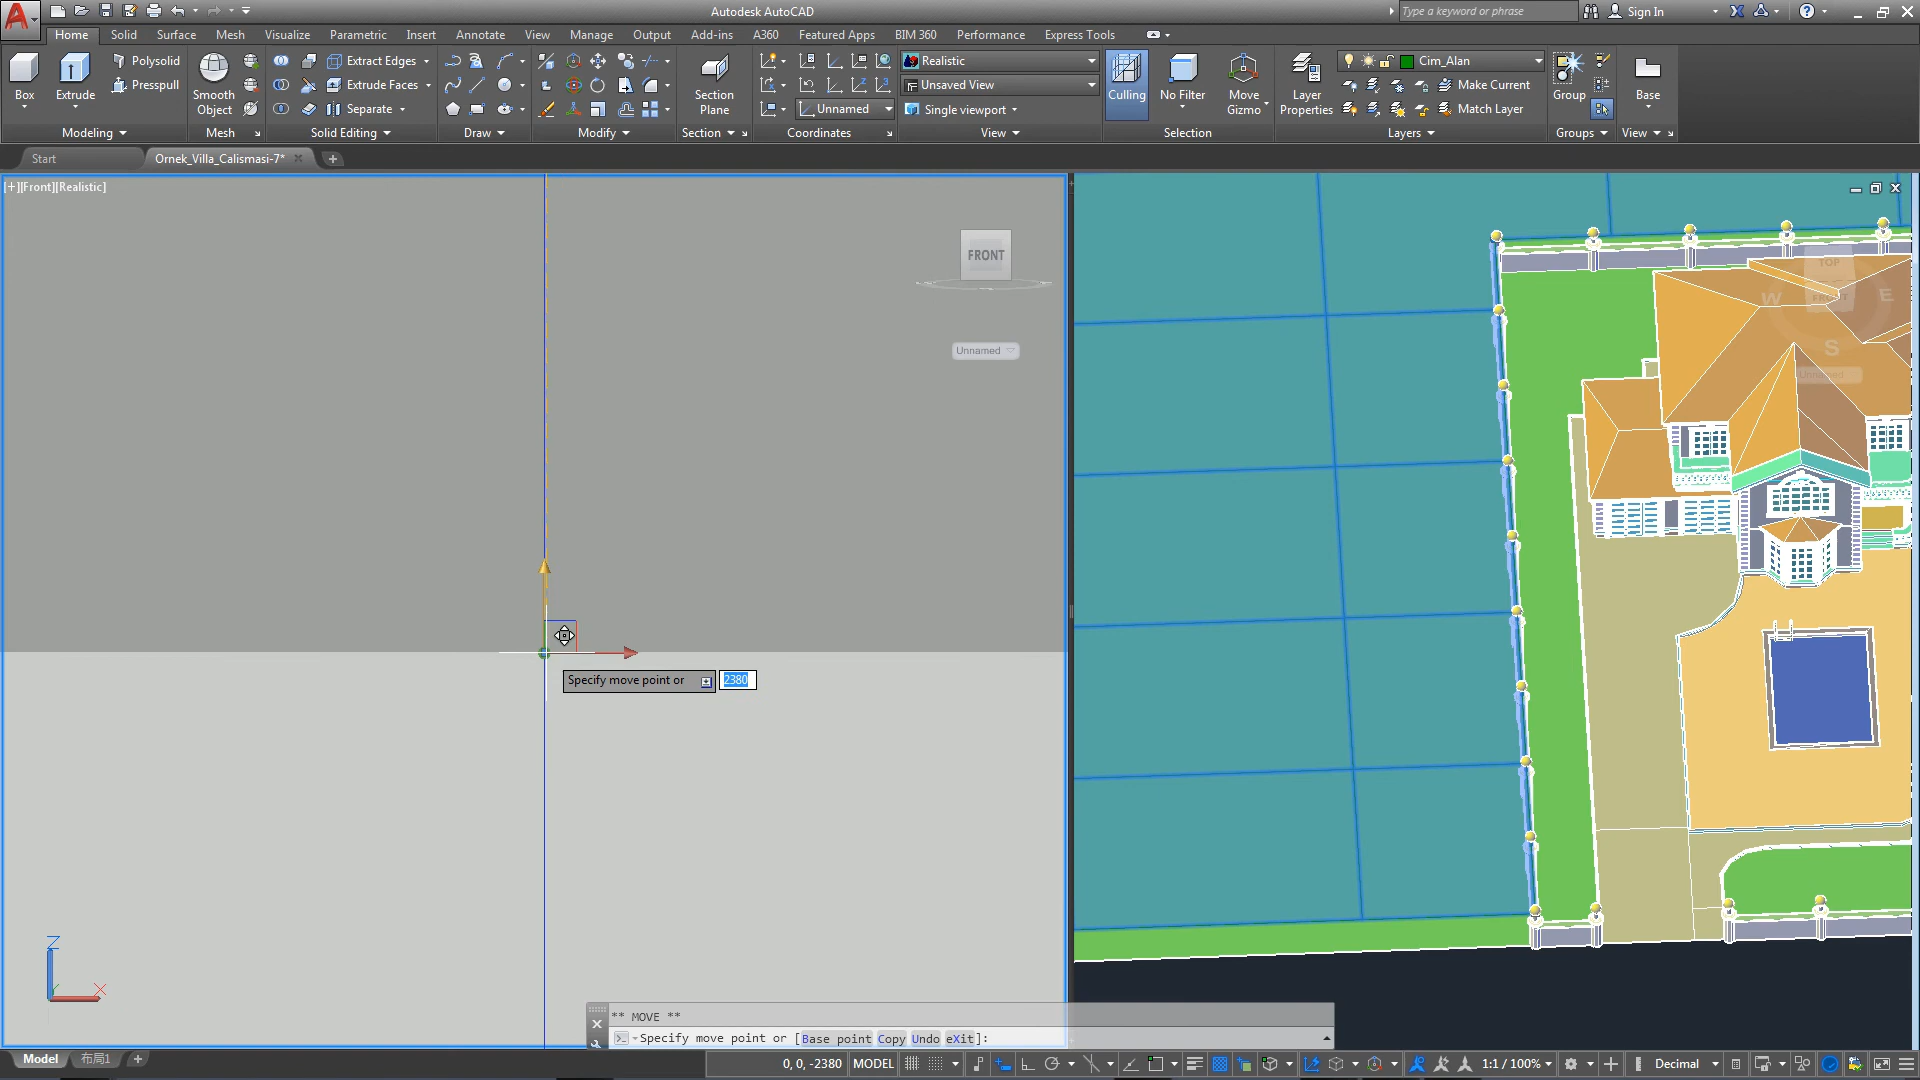 Autodesk AutoCAD
Type a keyword or phrase
Sign In
Home Solid Surface Mesh Visualize Parametric Insert Annotate View Manage Output Add-ins A360 Featured Apps BIM 360 Performance Express Tools
Polysolid
Presspull
Box
Extrude
Smooth
Object
Extract Edges
Extrude Faces
Separate
Section
Plane
Unnamed
Realistic
Unsaved View
Single viewport
Culling
No Filter
Move
Gizmo
Layer
Properties
Cim_Alan
Make Current
Match Layer
Group
Base
Modeling
Mesh
Solid Editing
Draw
Modify
Section
Coordinates
View
Selection
Layers
Groups
View
Start
Ornek_Villa_Calismasi-7*
[+][Front][Realistic]
FRONT
Unnamed
TOP
FRONT
W
E
S
Unnamed
Specify move point or 2380
Z
X
Y
** MOVE **
Specify move point or [Base point Copy Undo eXit]:
Model
布局1
0, 0, -2380 MODEL
1:1 / 100%
Decimal